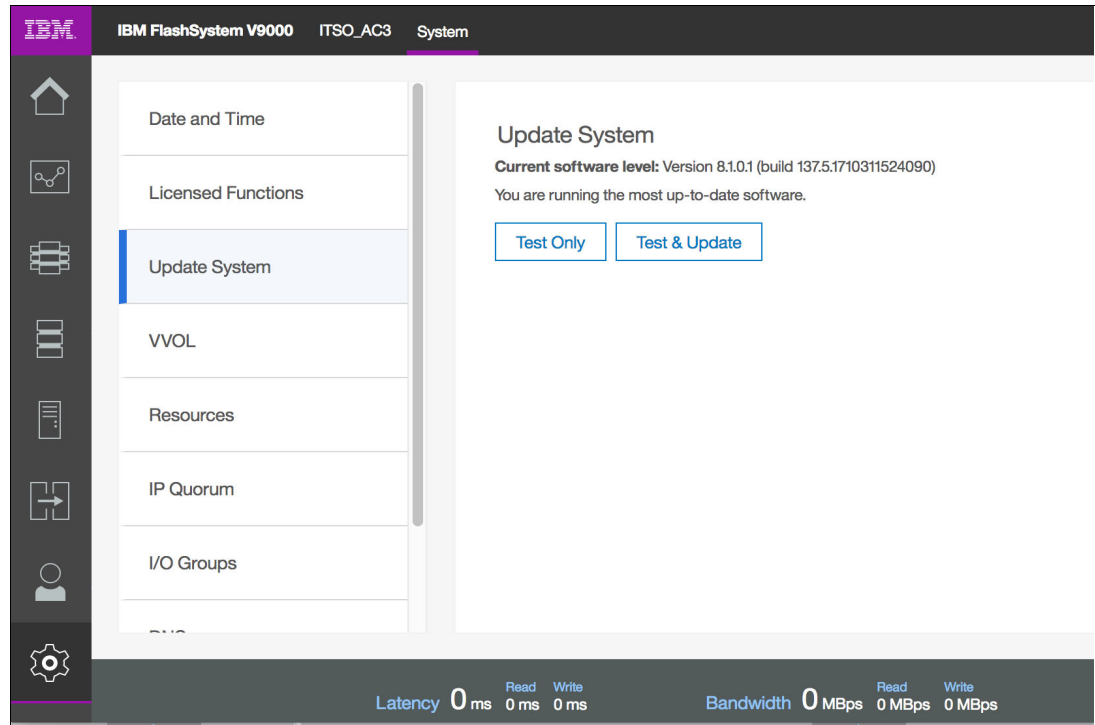 IBM.
IBM FlashSystem V9000 ITSO_AC3 System
Date and Time
Licensed Functions
Update System
VVOL
Resources
IP Quorum
I/O Groups
Update System
Current software level: Version 8.1.0.1 (build 137.5.1710311524090)
You are running the most up-to-date software.
Test Only Test & Update
Latency 0 ms Read 0 ms Write 0 ms
Bandwidth 0 MBps Read 0 MBps Write 0 MBps